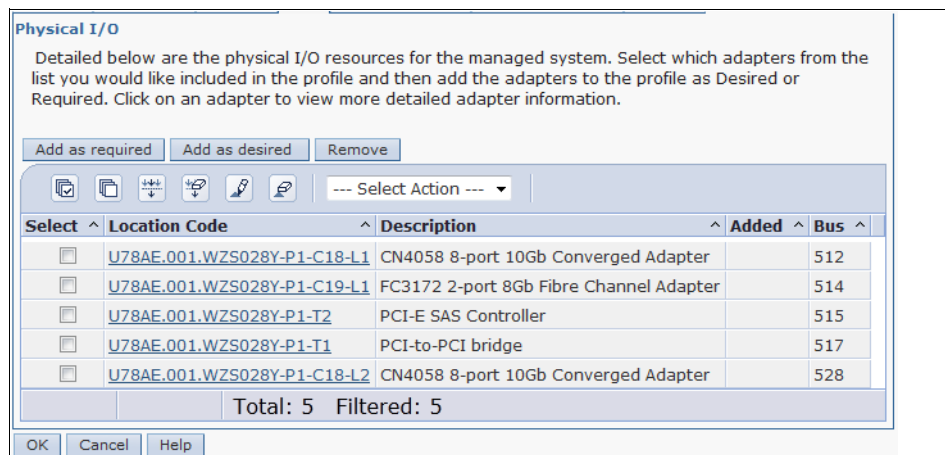 Physical I/O
Detailed below are the physical I/O resources for the managed system. Select which adapters from the
list you would like included in the profile and then add the adapters to the profile as Desired or
Required. Click on an adapter to view more detailed adapter information.
Add as required Add as desired Remove
--- Select Action ---
Select ^ Location Code ^ Description ^ Added ^ Bus ^
U78AE.001.WZS028Y-P1-C18-L1 CN4058 8-port 10Gb Converged Adapter 512
U78AE.001.WZS028Y-P1-C19-L1 FC3172 2-port 8Gb Fibre Channel Adapter 514
U78AE.001.WZS028Y-P1-T2 PCI-E SAS Controller 515
U78AE.001.WZS028Y-P1-T1 PCI-to-PCI bridge 517
U78AE.001.WZS028Y-P1-C18-L2 CN4058 8-port 10Gb Converged Adapter 528
Total: 5 Filtered: 5
OK Cancel Help